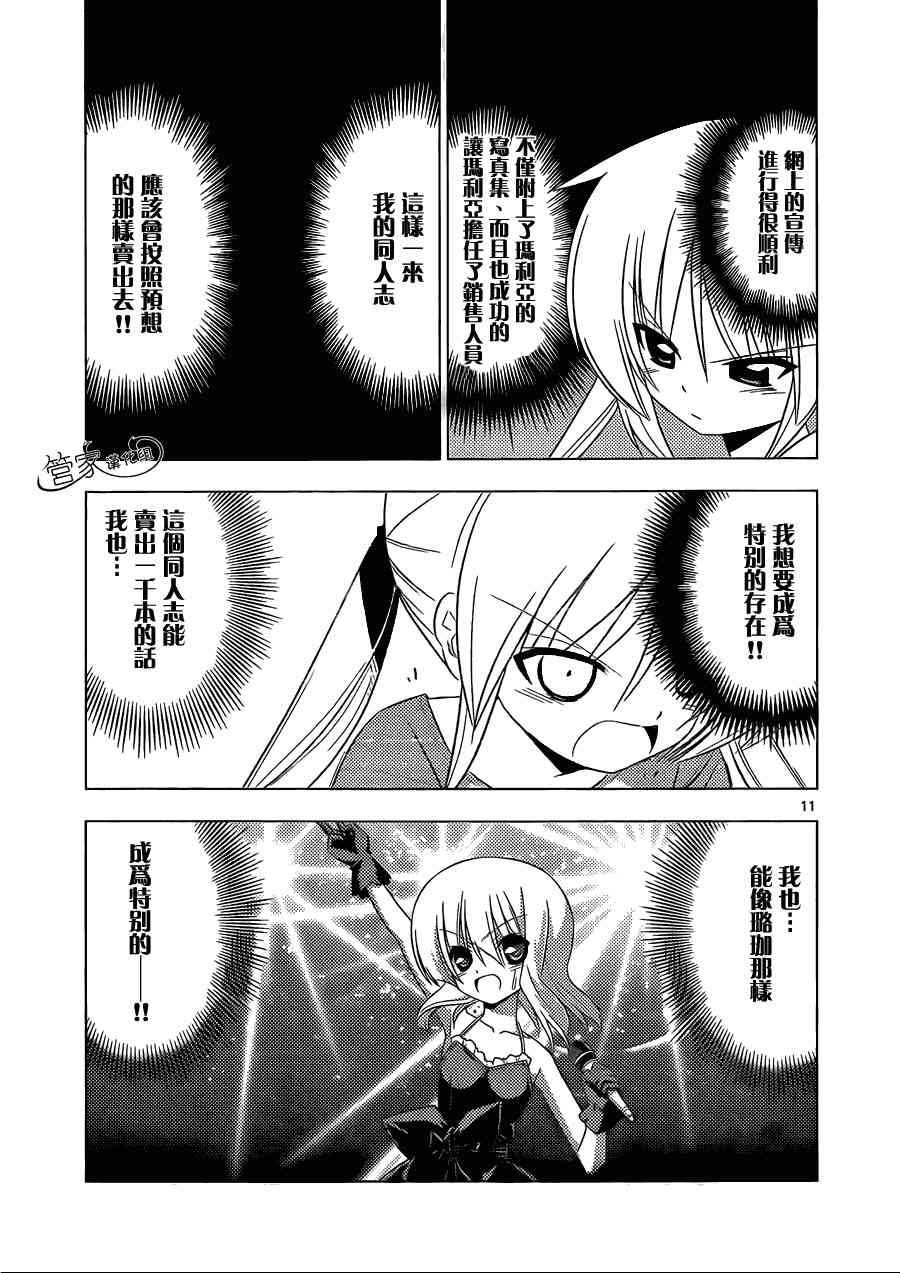 網上的宣傳
進行得很順利
不僅附上了瑪利亞的
寫真集、而且也成功的
讓瑪利亞擔任了銷售人員
這樣一來
我的同人志
應該會按照預想
的那樣賣出去!!
管家漢化組
我想要成爲
特別的存在!!
這個同人志能
賣出一千本的話
我也…
11
我也…
能像璐珈那樣
成爲特別的
——!!